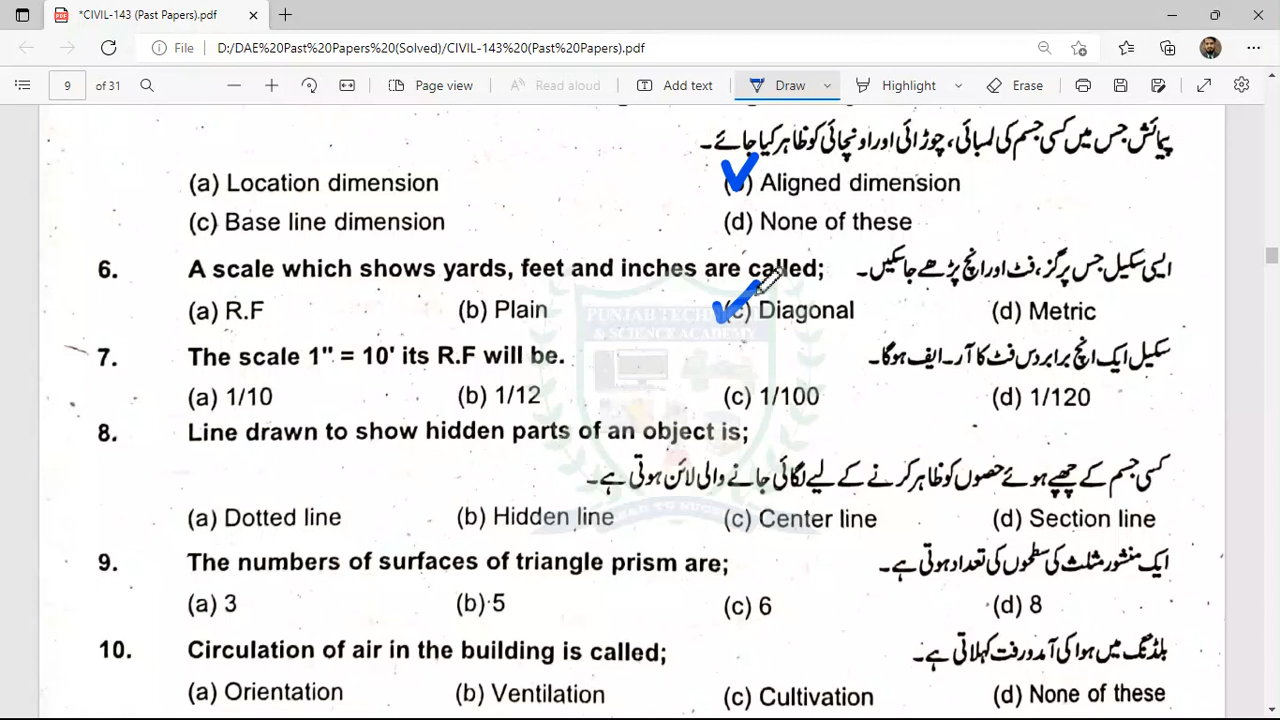 *CIVIL-143 (Past Papers).pdf
File D:/DAE%20Past%20Papers%20(Solved)/CIVIL-143%20(Past%20Papers).pdf
9 of 31 Page view Read aloud Add text Draw Highlight Erase
پیمائش جس میں کسی جسم کی لمبائی، چوڑائی اور اونچائی کو ظاہر کیا جائے۔
(a) Location dimension (b) Aligned dimension
(c) Base line dimension (d) None of these
6. A scale which shows yards, feet and inches are called; ایسی سکیل جس پر گز، فٹ اور انچ پڑھے جا سکیں۔
(a) R.F (b) Plain (c) Diagonal (d) Metric
PUNJAB TECH
& SCIENCE ACADEMY
7. The scale 1" = 10' its R.F will be. سکیل ایک انچ برابر دس فٹ کا آر۔ایف ہوگا۔
(a) 1/10 (b) 1/12 (c) 1/100 (d) 1/120
8. Line drawn to show hidden parts of an object is;
کسی جسم کے چھپے ہوئے حصوں کو ظاہر کرنے کے لیے لگائی جانے والی لائن ہوتی ہے۔
(a) Dotted line (b) Hidden line (c) Center line (d) Section line
9. The numbers of surfaces of triangle prism are; ایک منشور مثلث کی سطحوں کی تعداد ہوتی ہے۔
(a) 3 (b) 5 (c) 6 (d) 8
10. Circulation of air in the building is called; بلڈنگ میں ہوا کی آمدورفت کہلاتی ہے۔
(a) Orientation (b) Ventilation (c) Cultivation (d) None of these